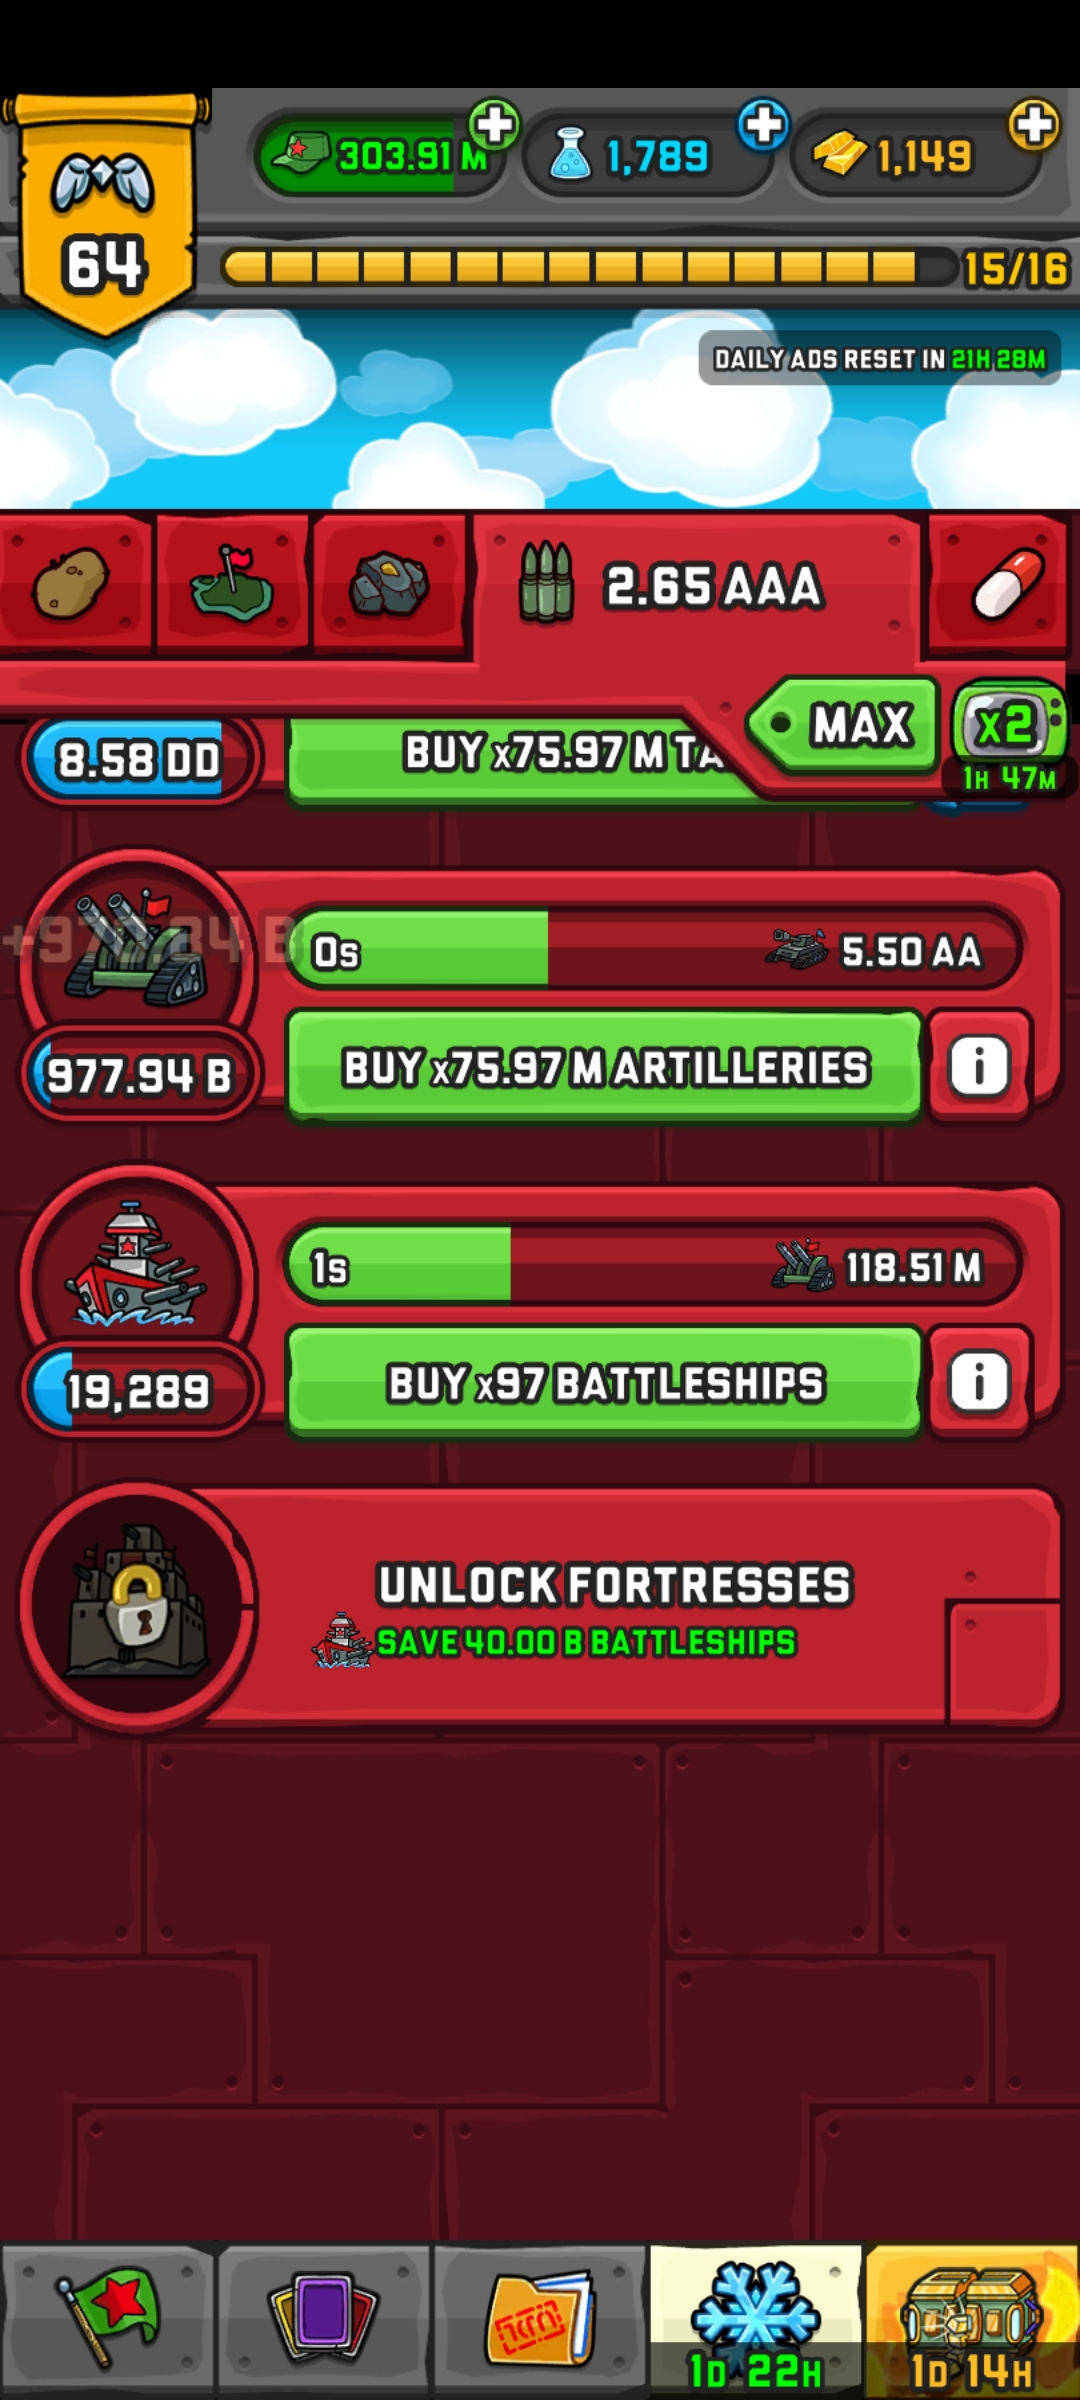 303.91 M
1,789
1,149
64
15/16
DAILY ADS RESET IN 21H 28M
2.65 AAA
MAX
x2
1H 47M
8.58 DD
BUY x75.97 M TA
0s
5.50 AA
977.94 B
BUY x75.97 M ARTILLERIES
i
1s
118.51 M
19,289
BUY x97 BATTLESHIPS
i
UNLOCK FORTRESSES
SAVE 40.00 B BATTLESHIPS
1D 22H
1D 14H